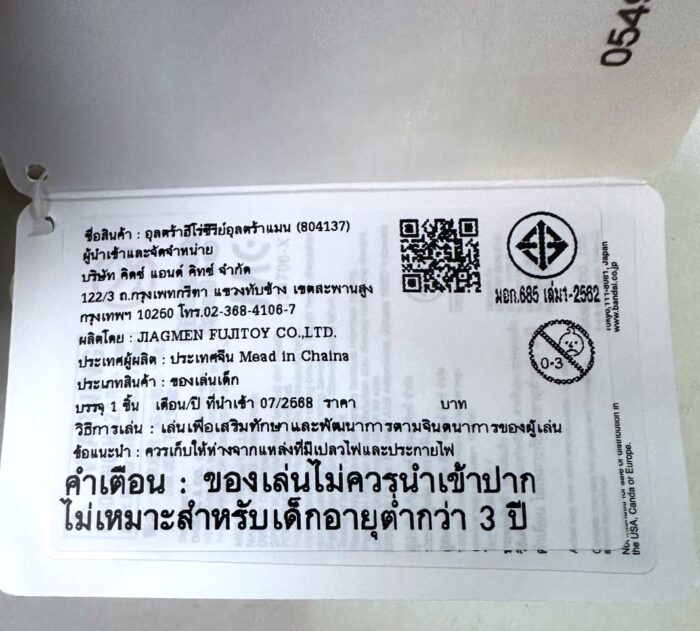 0549
ชื่อสินค้า : อุลตร้าฮีโร่ซีรีย์อุลตร้าแมน (804137)
ผู้นำเข้าและจัดจำหน่าย
บริษัท คิดซ์ แอนด์ คิทซ์ จำกัด
122/3 ถ.กรุงเทพกรีฑา แขวงทับช้าง เขตสะพานสูง
กรุงเทพฯ 10260 โทร.02-368-4106-7
ผลิตโดย : JIAGMEN FUJITOY CO.,LTD.
ประเทศผู้ผลิต : ประเทศจีน Mead in Chaina
ประเภทสินค้า : ของเล่นเด็ก
บรรจุ 1 ชิ้น เดือน/ปี ที่นำเข้า 07/2568 ราคา บาท
วิธีการเล่น : เล่นเพื่อเสริมทักษะและพัฒนาการตามจินตนาการของผู้เล่น
ข้อแนะนำ : ควรเก็บให้ห่างจากแหล่งที่มีเปลวไฟและประกายไฟ
คำเตือน : ของเล่นไม่ควรนำเข้าปาก
ไม่เหมาะสำหรับเด็กอายุต่ำกว่า 3 ปี
มอก.685 เล่ม1-2562
0-3
Japan
www.bandai.co.jp
the USA, Canda or Europe.